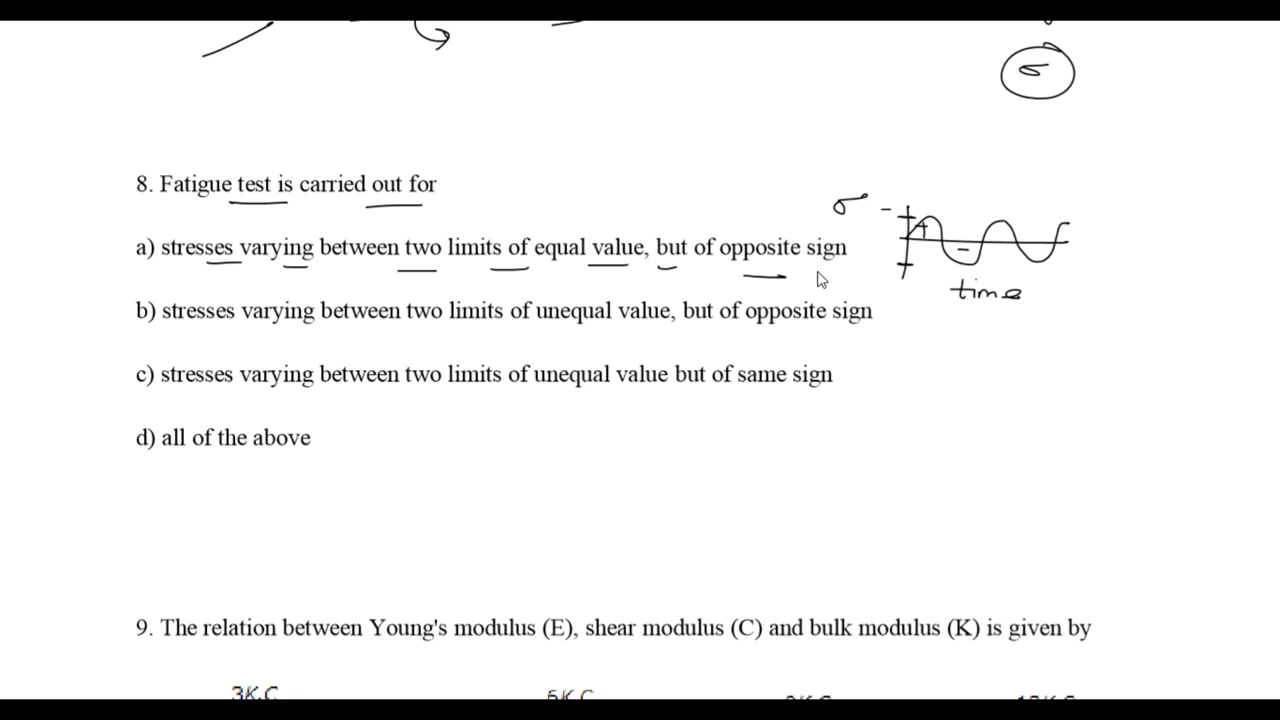 σ
8. Fatigue test is carried out for
σ
a) stresses varying between two limits of equal value, but of opposite sign
+
-
time
b) stresses varying between two limits of unequal value, but of opposite sign
c) stresses varying between two limits of unequal value but of same sign
d) all of the above
9. The relation between Young's modulus (E), shear modulus (C) and bulk modulus (K) is given by